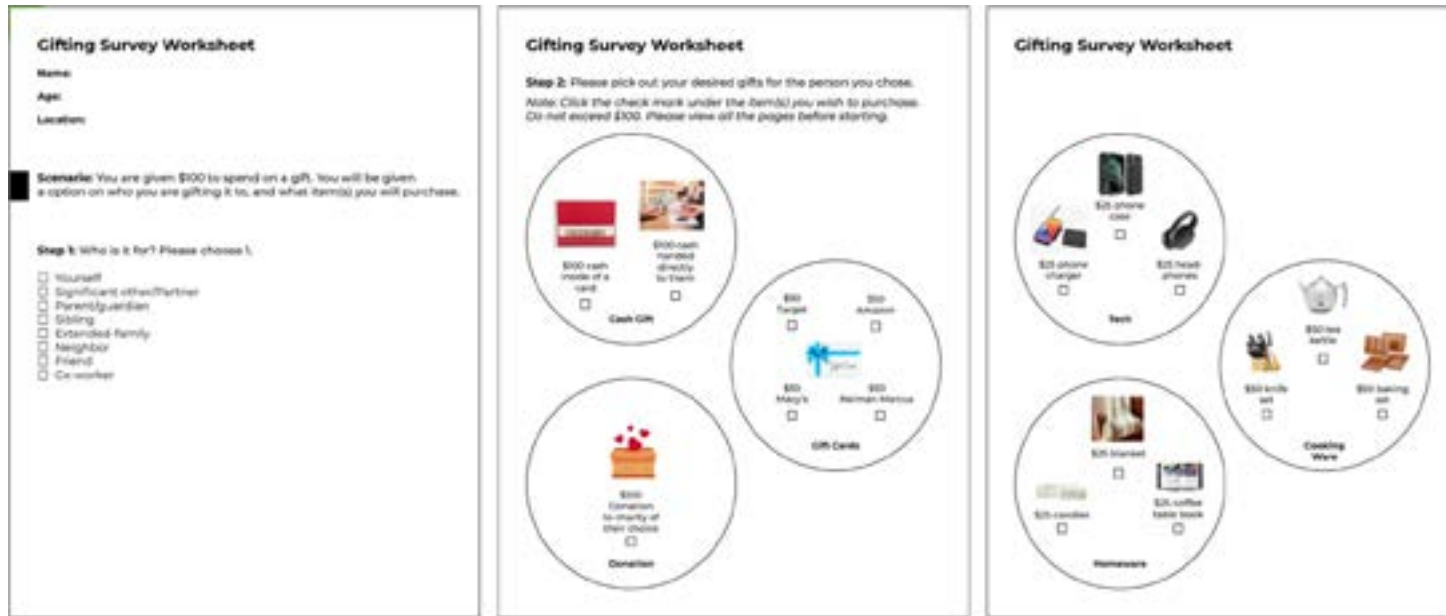 Gifting Survey Worksheet
Name:
Age:
Location:
Scenario: You are given $100 to spend on a gift. You will be given
a option on who you are gifting it to, and what item(s) you will purchase.
Step 1: Who is it for? Please choose 1.
Yourself
Significant other/Partner
Parent/guardian
Sibling
Extended family
Neighbor
Friend
Co-worker
Gifting Survey Worksheet
Step 2: Please pick out your desired gifts for the person you chose.
Note: Click the check mark under the item(s) you wish to purchase.
Do not exceed $100. Please view all the pages before starting.
$100 cash
inside of a
card
$100 cash
handed
directly
to them
Cash Gift
Target
Amazon
Macy's
Neiman Marcus
Gift Cards
Donation
to charity of
their choice
Donation
Gifting Survey Worksheet
$25 phone
case
$25 phone
charger
$25 head
phones
Tech
$50 tea
kettle
$50 knife
set
$50 baking
set
Cooking
Ware
$25 blanket
$25 candles
$25 coffee
table book
Homeware